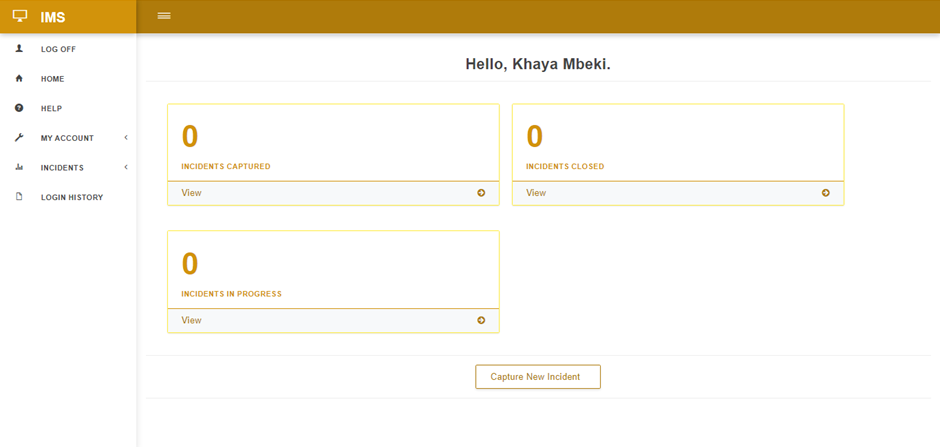 IMS
LOG OFF
HOME
HELP
MY ACCOUNT
INCIDENTS
LOGIN HISTORY
Hello, Khaya Mbeki.
0
INCIDENTS CAPTURED
View
0
INCIDENTS CLOSED
View
0
INCIDENTS IN PROGRESS
View
Capture New Incident